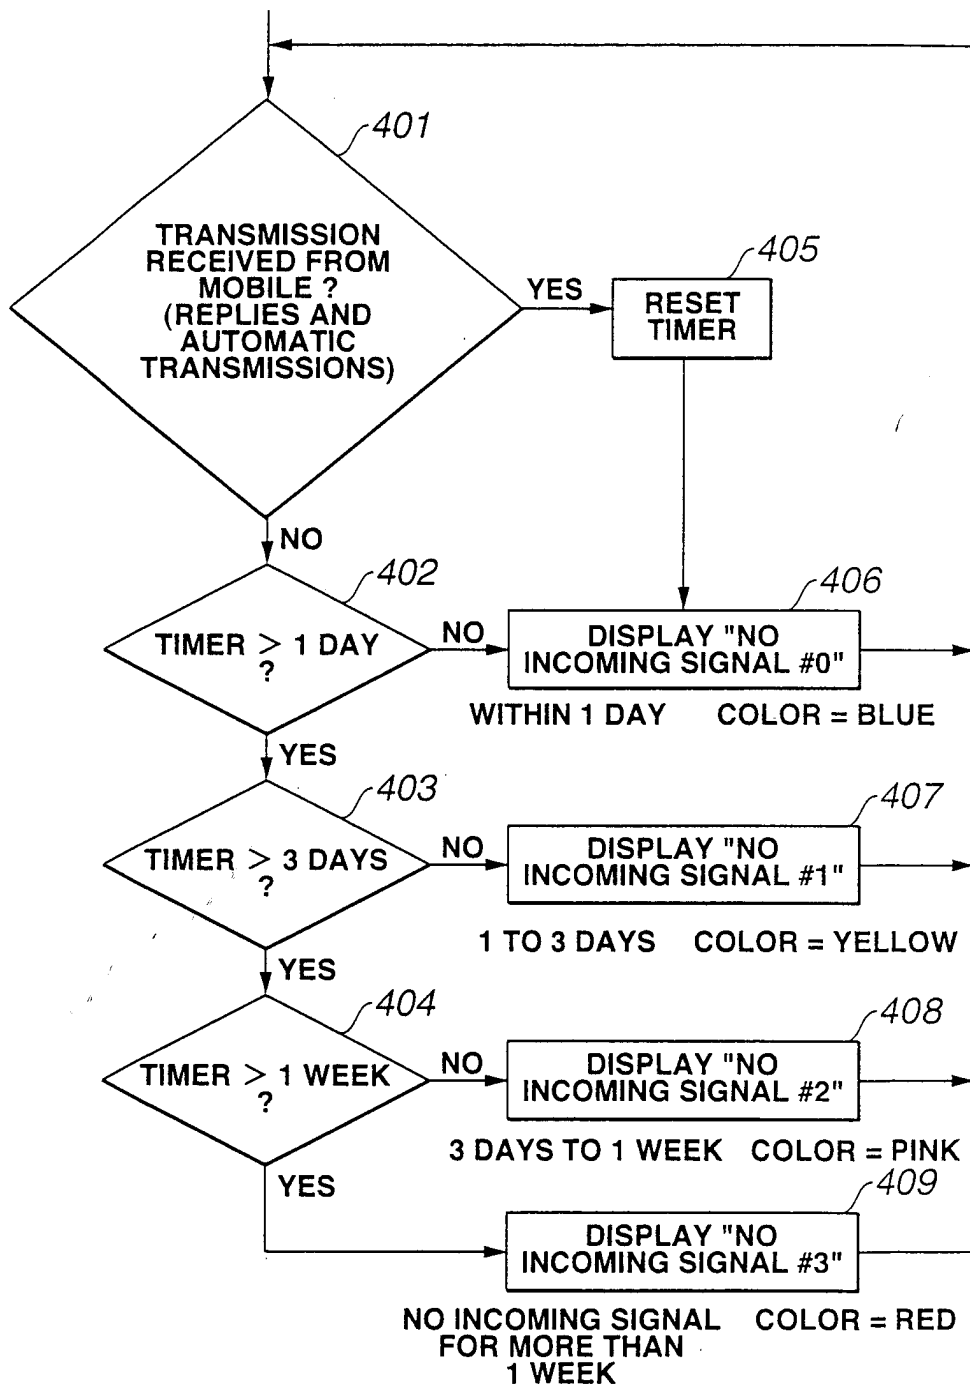 401
TRANSMISSION
RECEIVED FROM
MOBILE ?
(REPLIES AND
AUTOMATIC
TRANSMISSIONS)
YES
405
RESET
TIMER
NO
402
TIMER > 1 DAY
?
NO
406
DISPLAY "NO
INCOMING SIGNAL #0"
WITHIN 1 DAY COLOR = BLUE
YES
403
TIMER > 3 DAYS
?
NO
407
DISPLAY "NO
INCOMING SIGNAL #1"
1 TO 3 DAYS COLOR = YELLOW
YES
404
TIMER > 1 WEEK
?
NO
408
DISPLAY "NO
INCOMING SIGNAL #2"
3 DAYS TO 1 WEEK COLOR = PINK
YES
409
DISPLAY "NO
INCOMING SIGNAL #3"
NO INCOMING SIGNAL COLOR = RED
FOR MORE THAN
1 WEEK